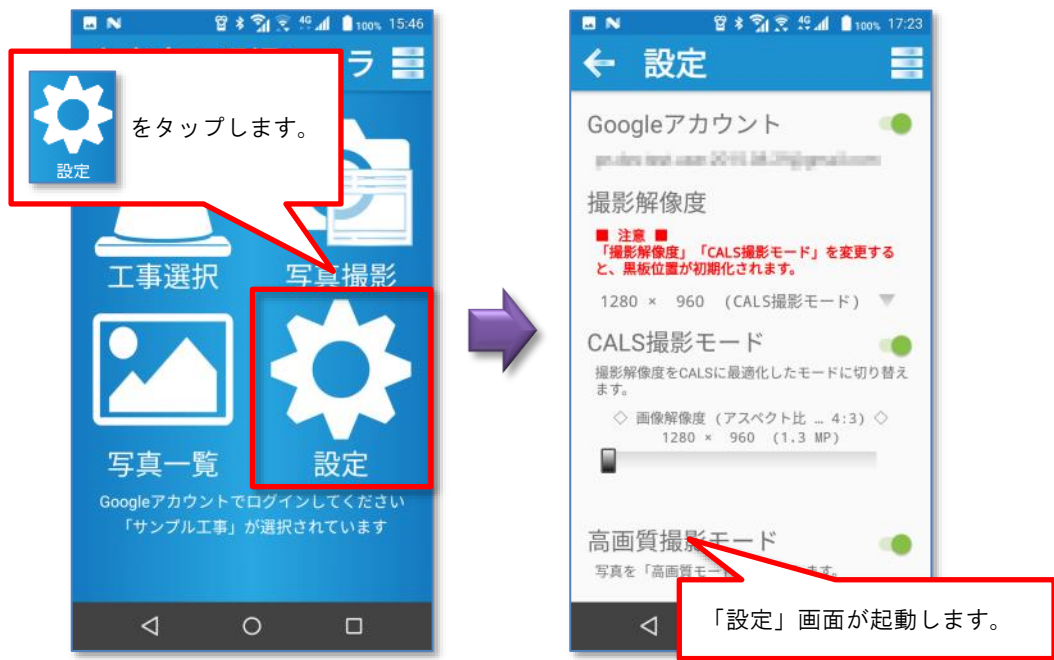 100% 15:46
ラ
設定
をタップします。
工事選択
写真撮影
写真一覧
設定
Googleアカウントでログインしてください
「サンプル工事」が選択されています
4G
100% 17:23
設定
Googleアカウント
撮影解像度
■ 注意 ■
「撮影解像度」「CALS撮影モード」を変更する
と、黒板位置が初期化されます。
1280 × 960 (CALS撮影モード)
CALS撮影モード
撮影解像度をCALSに最適化したモードに切り替え
ます。
◇ 画像解像度 (アスペクト比 … 4:3) ◇
1280 × 960 (1.3 MP)
高画質撮影モード
写真を「高画質モー
ます。
「設定」画面が起動します。